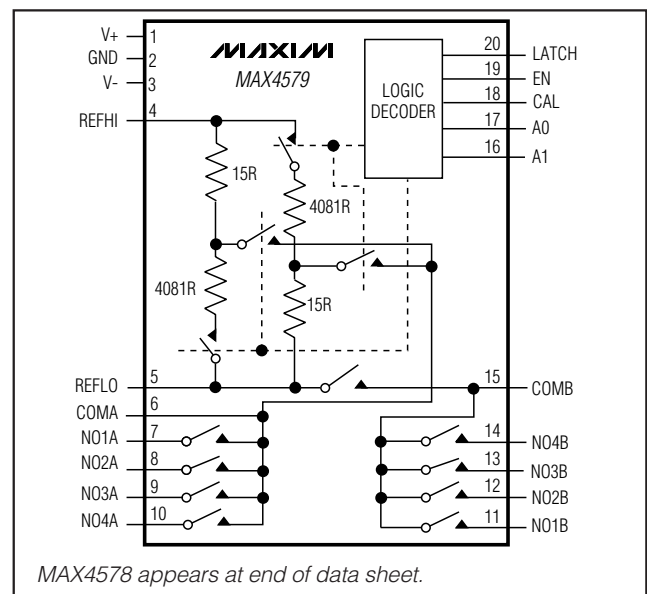 V+ 1
GND 2
V- 3
REFHI 4
MAXIM
MAX4579
LOGIC
DECODER
20 LATCH
19 EN
18 CAL
17 A0
16 A1
15R
4081R
4081R
15R
REFLO 5
COMA 6
NO1A 7
NO2A 8
NO3A 9
NO4A 10
15 COMB
14 NO4B
13 NO3B
12 NO2B
11 NO1B
MAX4578 appears at end of data sheet.